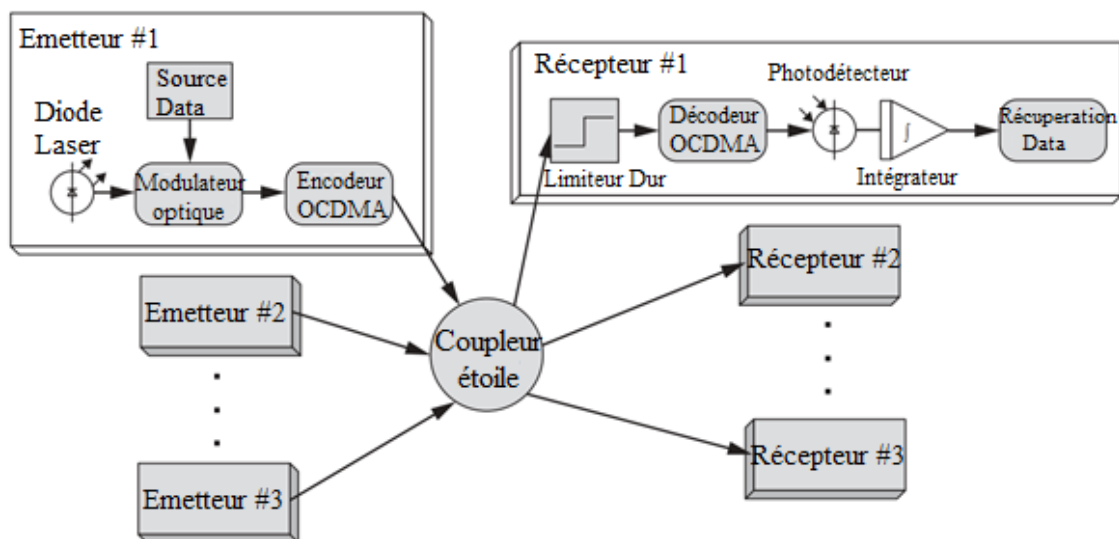 Emetteur #1
Source
Data
Diode
Laser
Modulateur
optique
Encodeur
OCDMA
Récepteur #1
Photodétecteur
Décodeur
OCDMA
Récuperation
Data
Limiteur Dur
∫
Intégrateur
Emetteur #2
Récepteur #2
Coupleur
étoile
Emetteur #3
Récepteur #3